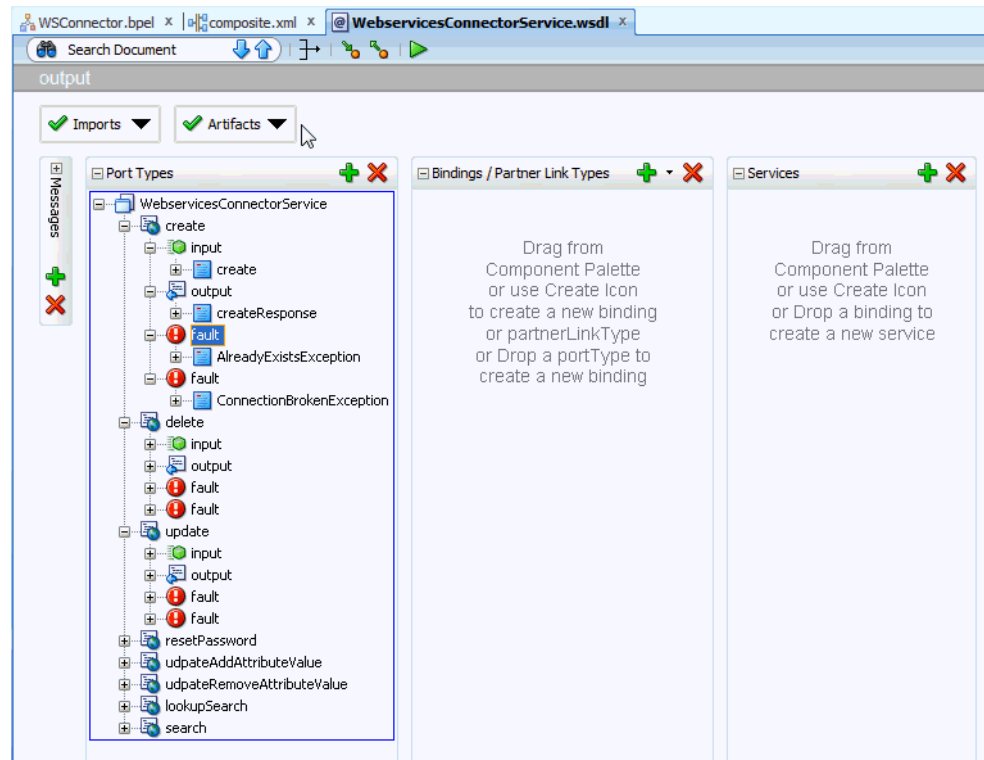 WSConnector.bpel x composite.xml x @ WebservicesConnectorService.wsdl x
Search Document
output
Imports Artifacts
Messages
Port Types
WebservicesConnectorService
create
input
create
output
createResponse
fault
AlreadyExistsException
fault
ConnectionBrokenException
delete
input
output
fault
fault
update
input
output
fault
fault
resetPassword
udpateAddAttributeValue
udpateRemoveAttributeValue
lookupSearch
search
Bindings / Partner Link Types
Drag from
Component Palette
or use Create Icon
to create a new binding
or partnerLinkType
or Drop a portType to
create a new binding
Services
Drag from
Component Palette
or use Create Icon
or Drop a binding to
create a new service